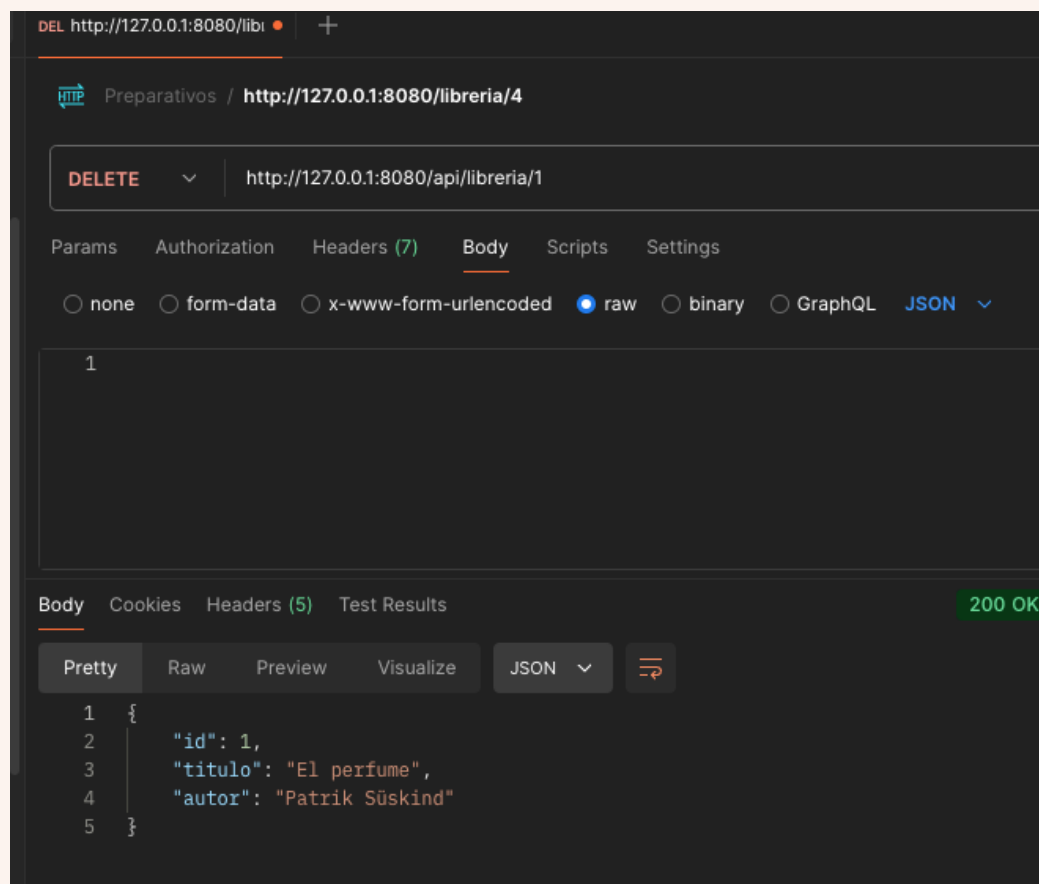 DEL http://127.0.0.1:8080/libr
HTTP Preparativos / http://127.0.0.1:8080/libreria/4
DELETE http://127.0.0.1:8080/api/libreria/1
Params Authorization Headers (7) Body Scripts Settings
none form-data x-www-form-urlencoded raw binary GraphQL JSON
1
Body Cookies Headers (5) Test Results 200 OK
Pretty Raw Preview Visualize JSON
1 {
2 "id": 1,
3 "titulo": "El perfume",
4 "autor": "Patrik Süskind"
5 }